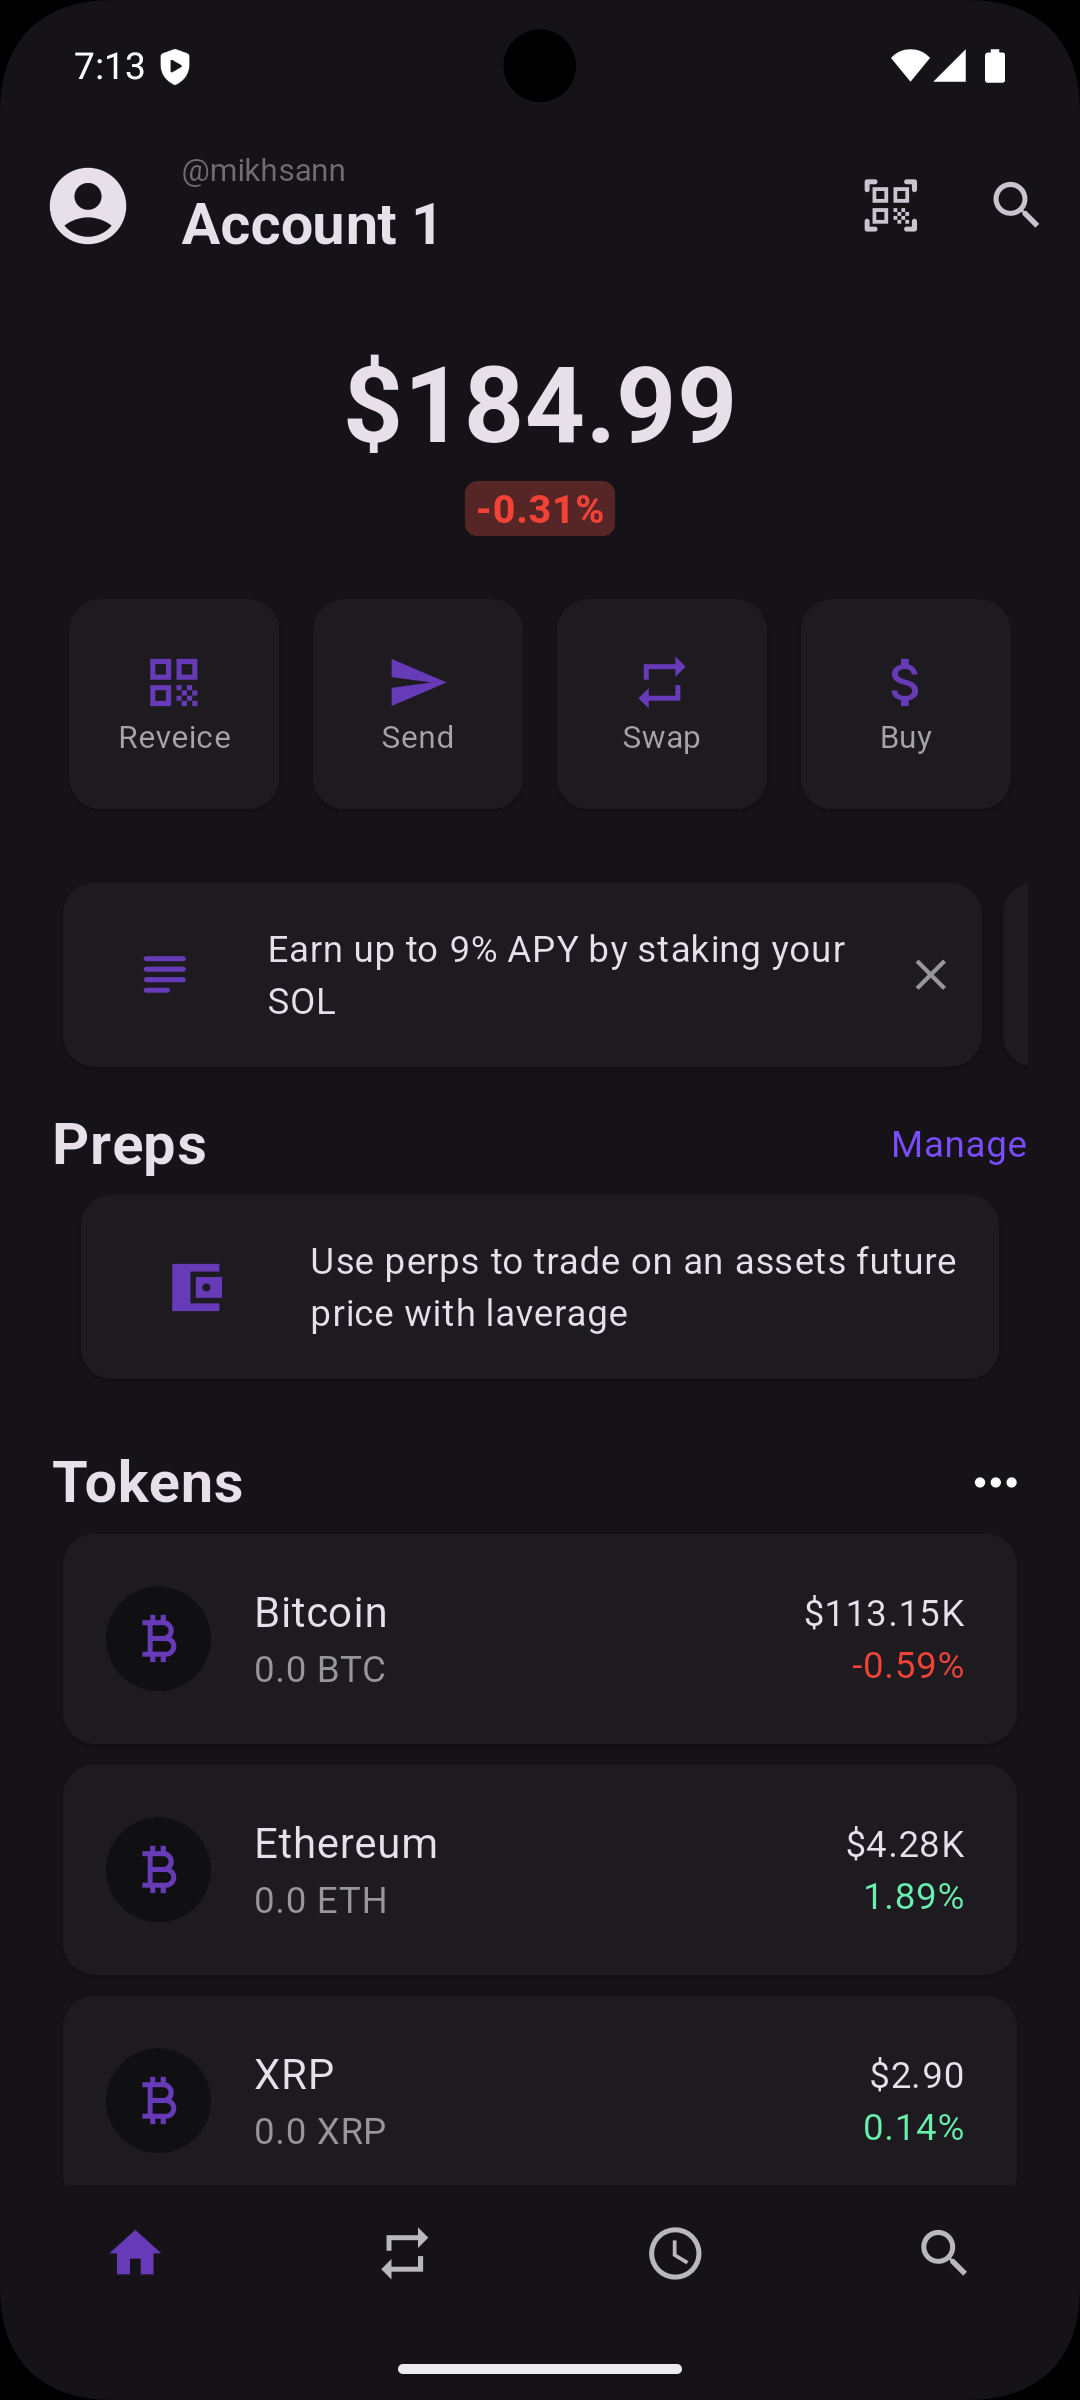 7:13
@mikhsann
Account 1
$184.99
-0.31%
Reveice
Send
Swap
Buy
Earn up to 9% APY by staking your
SOL
Preps
Manage
Use perps to trade on an assets future
price with laverage
Tokens
Bitcoin
$113.15K
0.0 BTC
-0.59%
Ethereum
$4.28K
0.0 ETH
1.89%
XRP
$2.90
0.0 XRP
0.14%